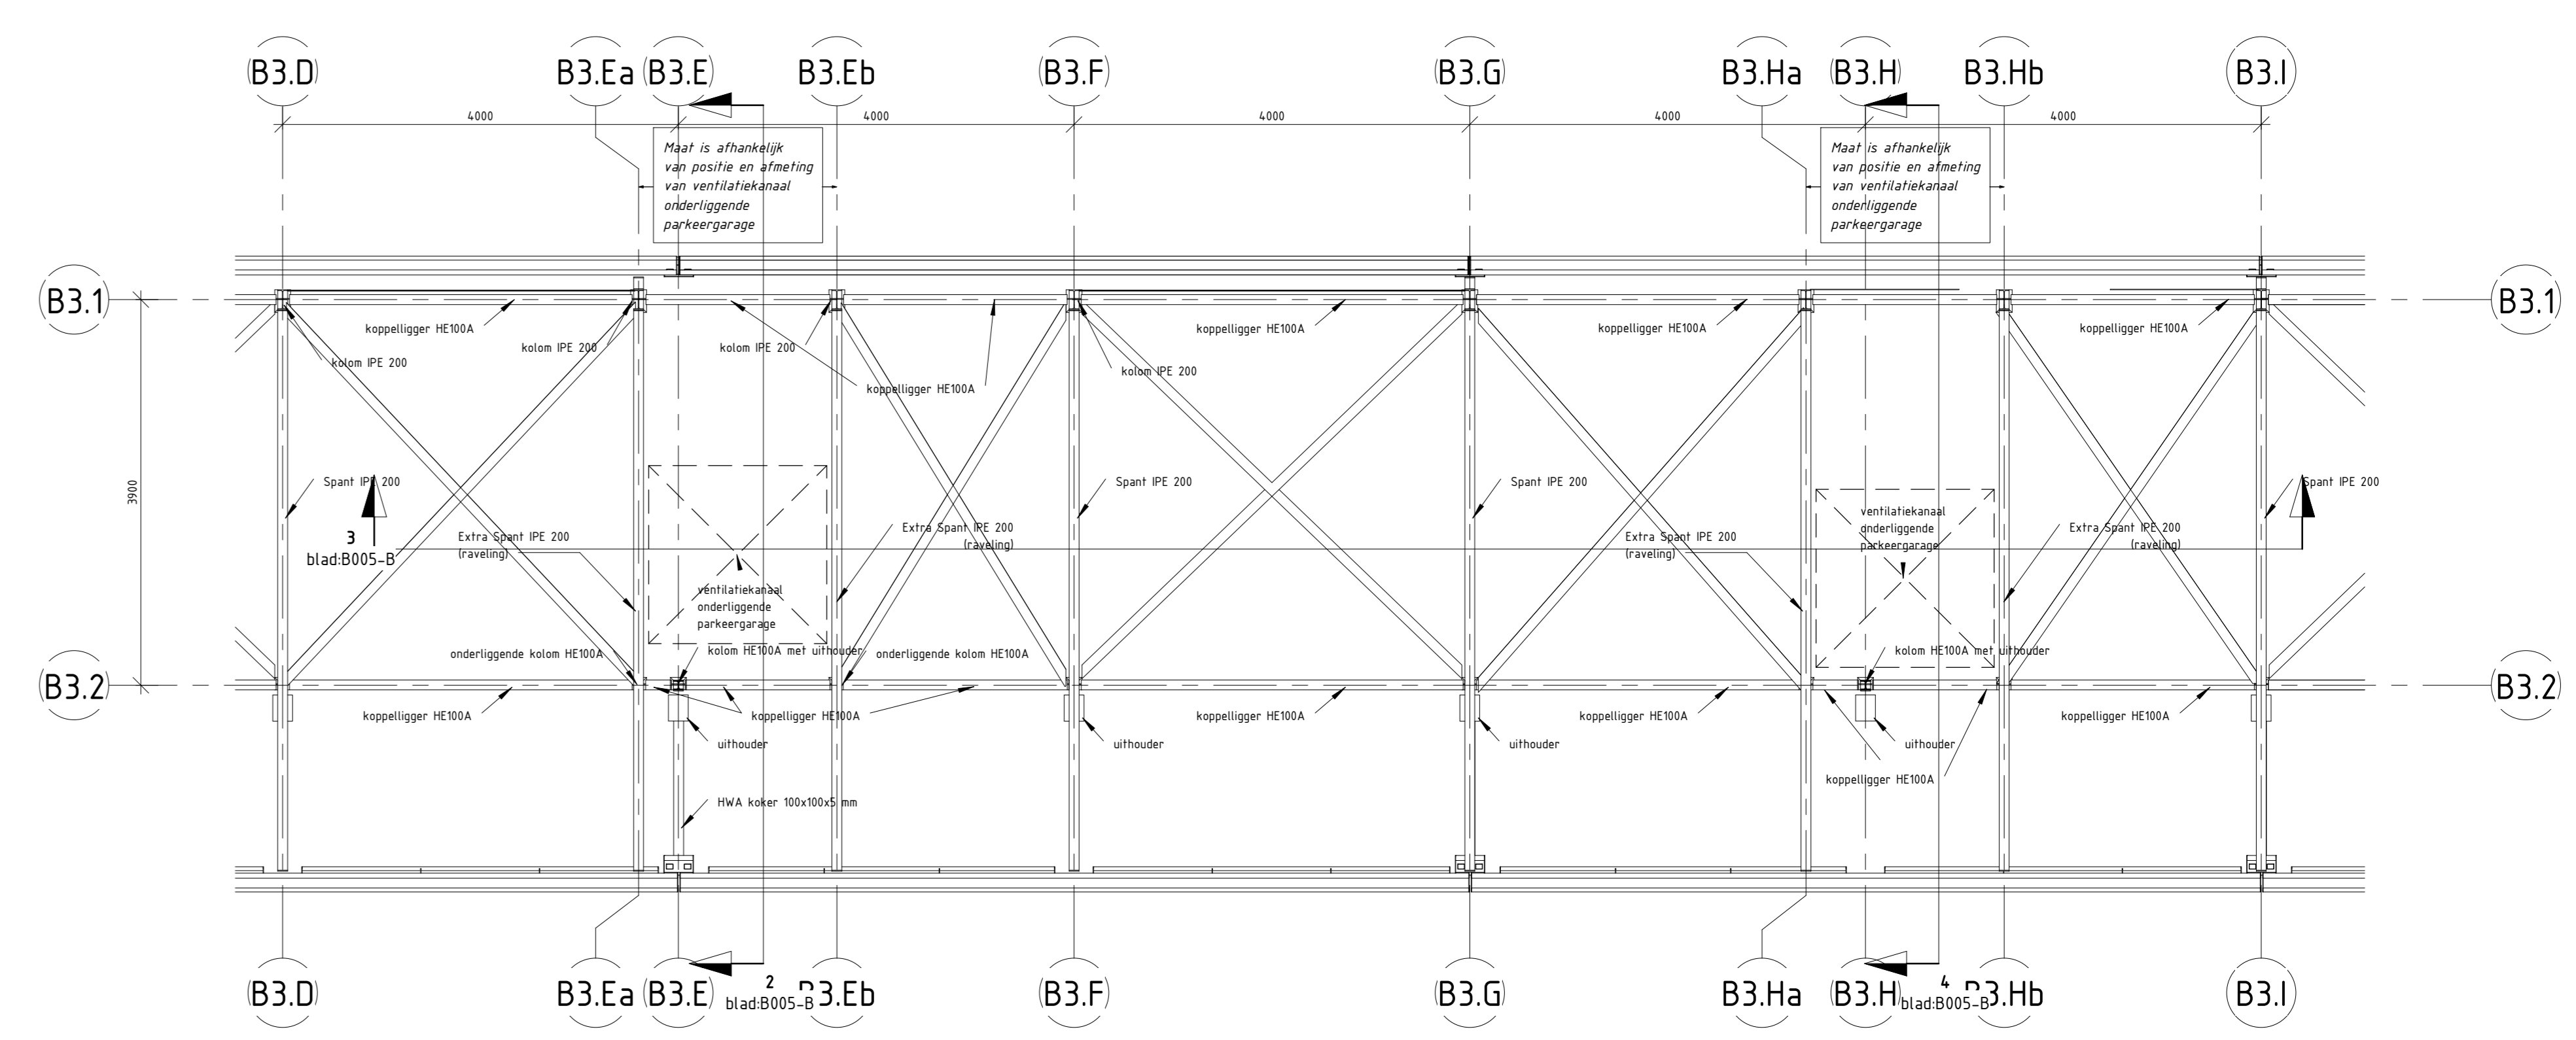 B3.D B3.Ea B3.E B3.Eb B3.F B3.G B3.Ha B3.H B3.Hb B3.I
4000 4000 4000 4000 4000
Maat is afhankelijk
van positie en afmeting
van ventilatiekanaal
onderliggende
parkeergarage
Maat is afhankelijk
van positie en afmeting
van ventilatiekanaal
onderliggende
parkeergarage
B3.1 B3.1
koppelligger HE100A koppelligger HE100A koppelligger HE100A koppelligger HE100A
kolom IPE 200 kolom IPE 200
kolom IPE 200 kolom IPE 200
koppelligger HE100A
3900
Spant IPE 200 Spant IPE 200 Spant IPE 200 Spant IPE 200
3
blad:B005-B
Extra Spant IPE 200
(raveling)
Extra Spant IPE 200
(raveling)
Extra Spant IPE 200
(raveling)
Extra Spant IPE 200
(raveling)
ventilatiekanaal
onderliggende
parkeergarage
ventilatiekanaal
onderliggende
parkeergarage
onderliggende kolom HE100A kolom HE100A met uithouder onderliggende kolom HE100A kolom HE100A met uithouder
B3.2 B3.2
koppelligger HE100A koppelligger HE100A koppelligger HE100A koppelligger HE100A koppelligger HE100A
uithouder uithouder uithouder uithouder
koppelligger HE100A
HWA koker 100x100x5 mm
2
blad:B005-B
4
blad:B005-B
B3.D B3.Ea B3.E B3.Eb B3.F B3.G B3.Ha B3.H B3.Hb B3.I